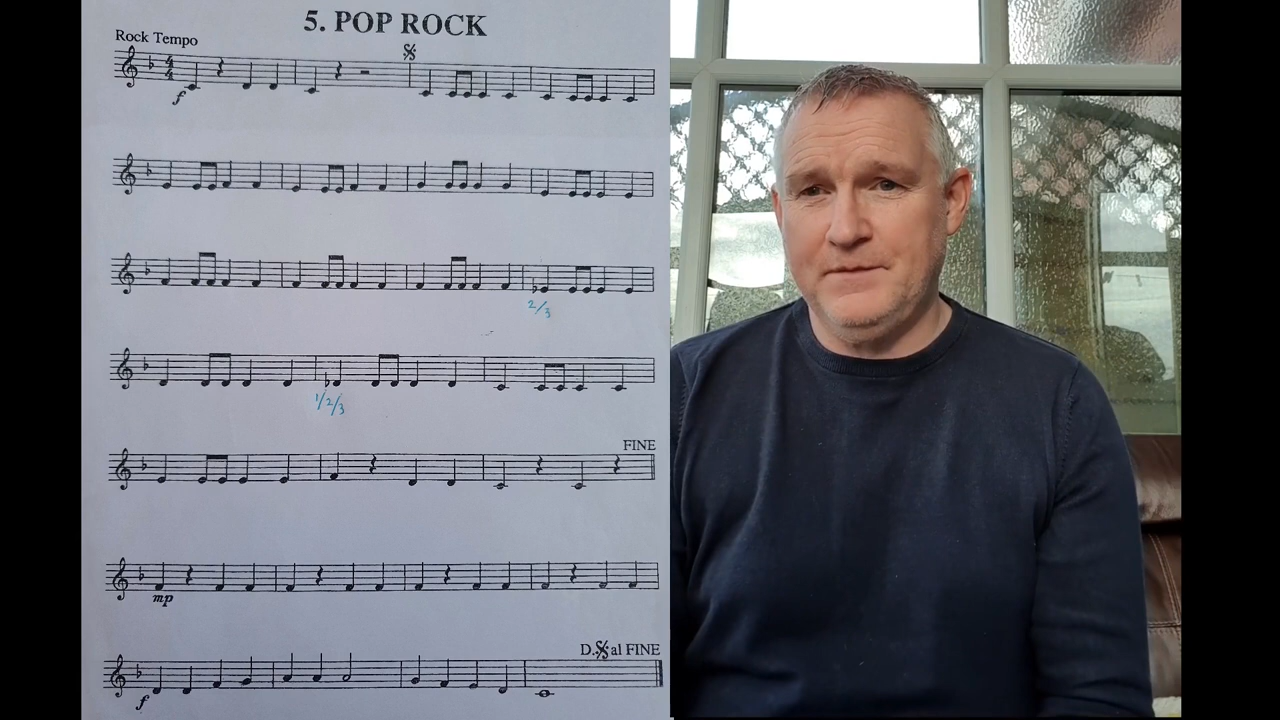 5. POP ROCK
Rock Tempo
f
2/3
1/2/3
FINE
mp
D.𝄋 al FINE
f